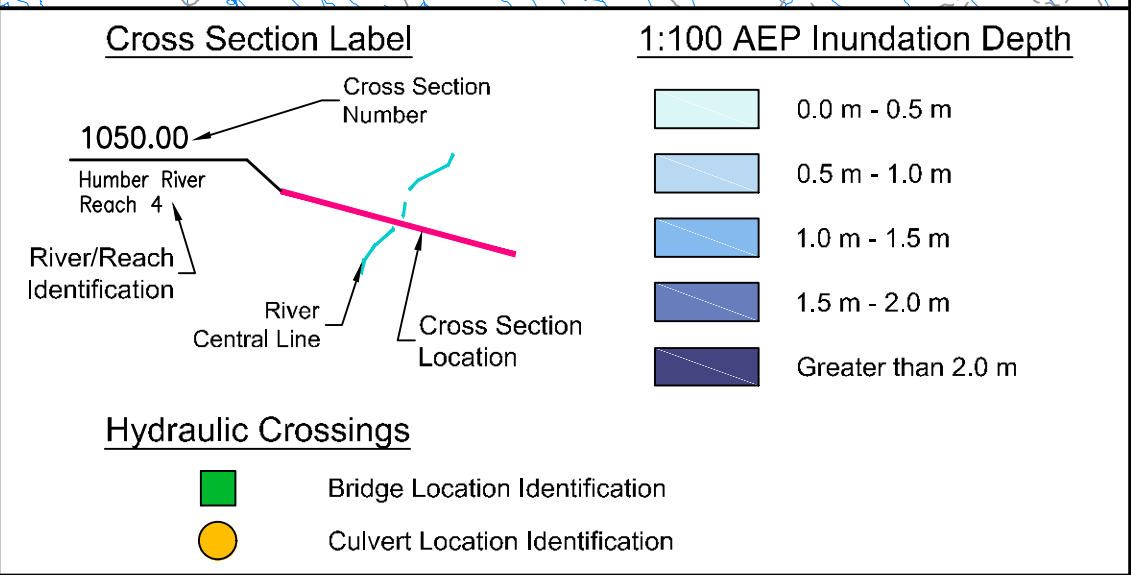 Cross Section Label
Cross Section
Number
1050.00
Humber River
Reach 4
River/Reach
Identification
River
Central Line
Cross Section
Location
1:100 AEP Inundation Depth
0.0 m - 0.5 m
0.5 m - 1.0 m
1.0 m - 1.5 m
1.5 m - 2.0 m
Greater than 2.0 m
Hydraulic Crossings
Bridge Location Identification
Culvert Location Identification